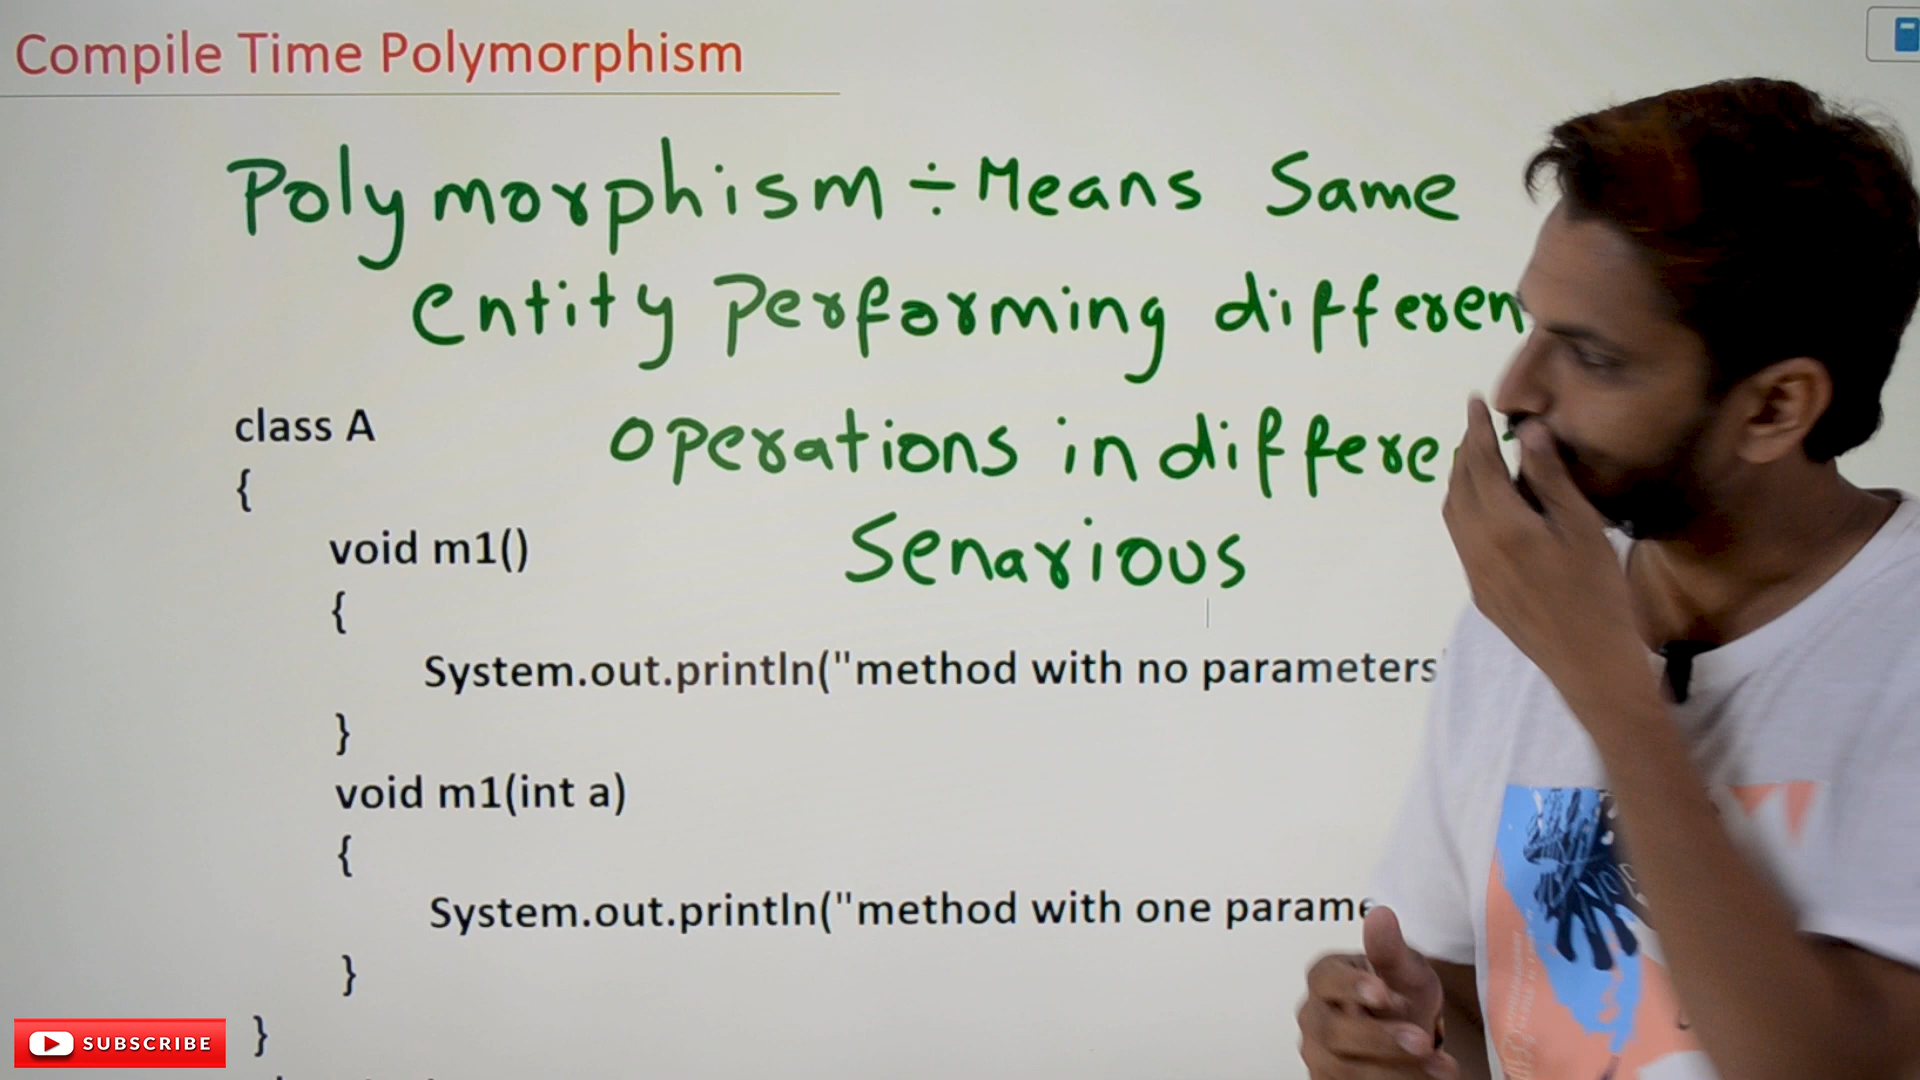 Compile Time Polymorphism
Polymorphism ÷ Means Same
entity performing differen
operations in differe
Senarious
class A
{
void m1()
{
System.out.println("method with no parameters
}
void m1(int a)
{
System.out.println("method with one parame
}
}
SUBSCRIBE